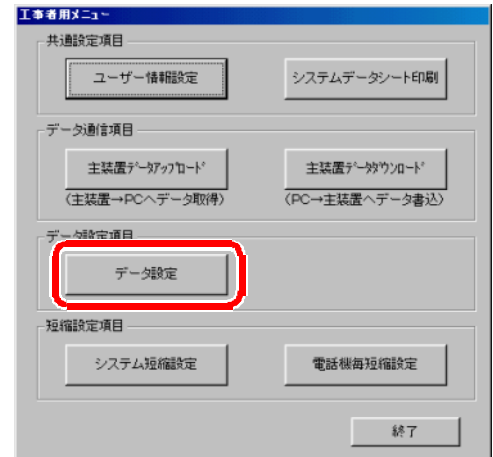 工事者用メニュー
共通設定項目
ユーザー情報設定
システムデータシート印刷
データ通信項目
主装置ﾃﾞｰﾀｱｯﾌﾟﾛｰﾄﾞ
主装置ﾃﾞｰﾀﾀﾞｳﾝﾛｰﾄﾞ
(主装置→PCへデータ取得)
(PC→主装置へデータ書込)
データ設定項目
データ設定
短縮設定項目
システム短縮設定
電話機毎短縮設定
終了